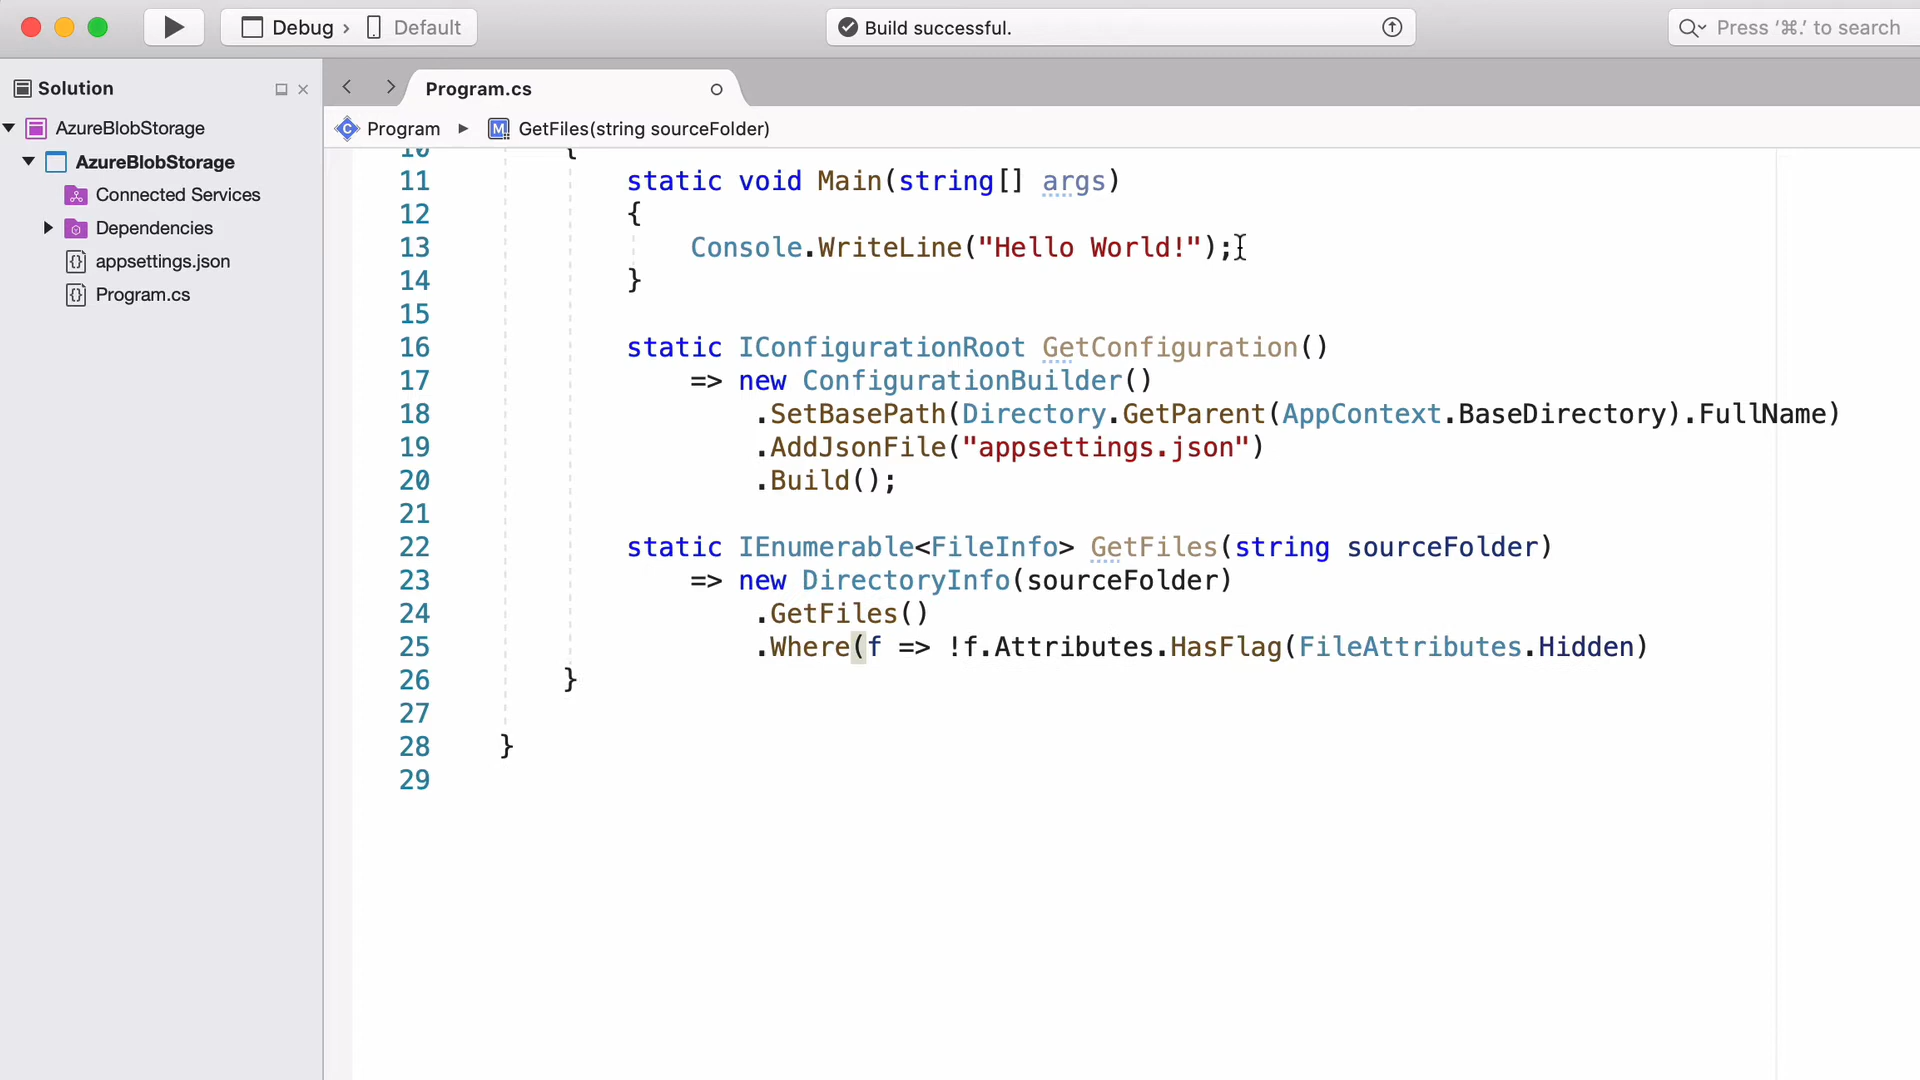 Debug › Default
Build successful.
Press '⌘.' to search
Solution
Program.cs
AzureBlobStorage
AzureBlobStorage
Connected Services
Dependencies
appsettings.json
Program.cs
Program GetFiles(string sourceFolder)
10 {
11 static void Main(string[] args)
12 {
13 Console.WriteLine("Hello World!");
14 }
15
16 static IConfigurationRoot GetConfiguration()
17 => new ConfigurationBuilder()
18 .SetBasePath(Directory.GetParent(AppContext.BaseDirectory).FullName)
19 .AddJsonFile("appsettings.json")
20 .Build();
21
22 static IEnumerable<FileInfo> GetFiles(string sourceFolder)
23 => new DirectoryInfo(sourceFolder)
24 .GetFiles()
25 .Where(f => !f.Attributes.HasFlag(FileAttributes.Hidden)
26 }
27
28 }
29